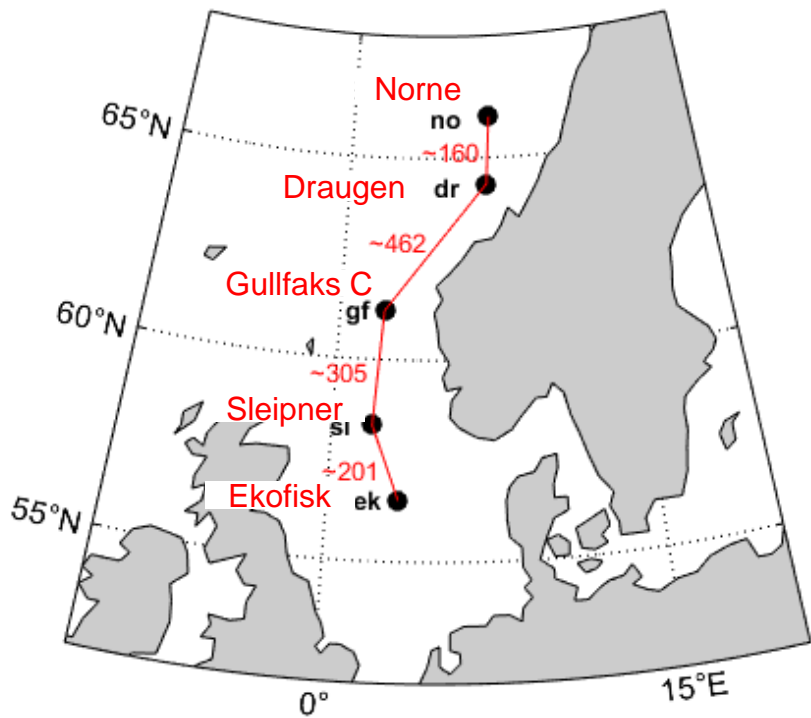 Norne
no
65°N
~160
Draugen
dr
~462
Gullfaks C
gf
60°N
~305
Sleipner
sl
~201
Ekofisk
ek
55°N
0°
15°E